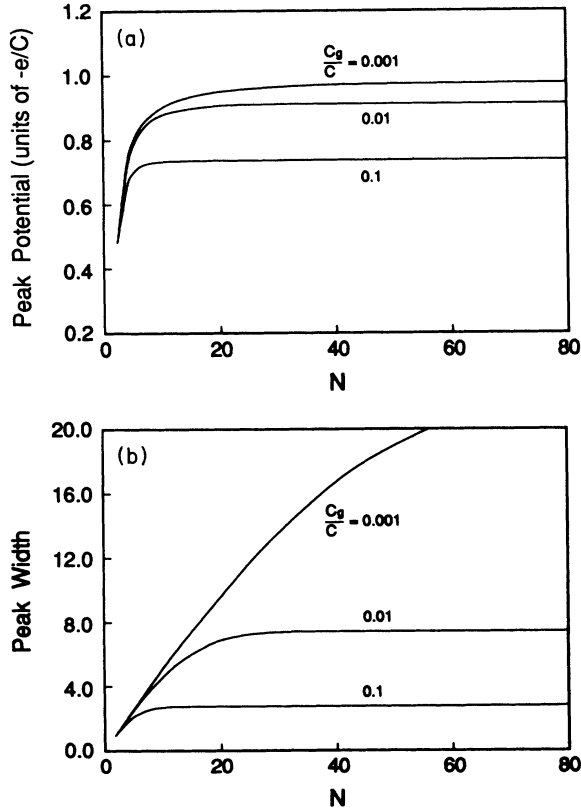 (a)
Peak Potential (units of -e/C)
1.2
1.0
0.8
0.6
0.4
0.2
Cg/C = 0.001
0.01
0.1
0 20 40 60 80
N
(b)
Peak Width
20.0
16.0
12.0
8.0
4.0
0.0
Cg/C = 0.001
0.01
0.1
0 20 40 60 80
N